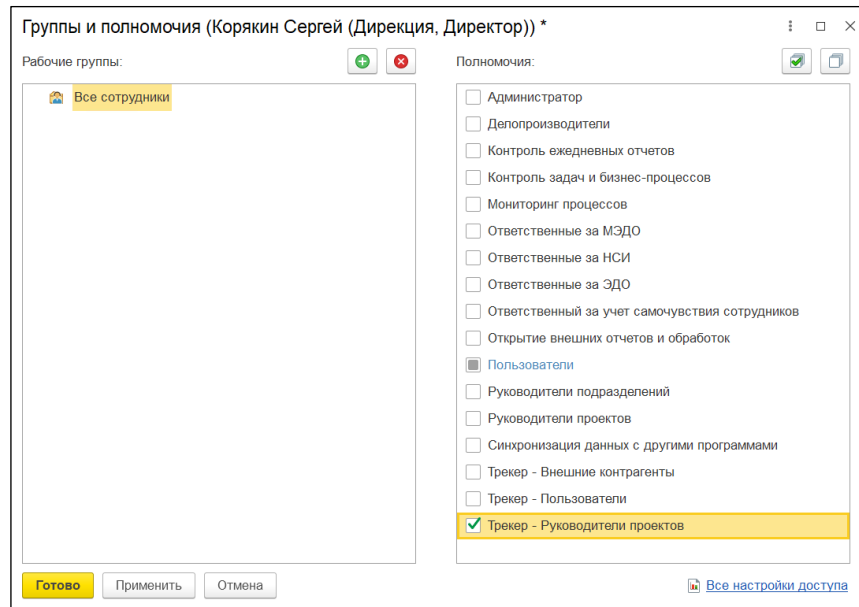 Группы и полномочия (Корякин Сергей (Дирекция, Директор)) *
Рабочие группы:
Все сотрудники
Полномочия:
Администратор
Делопроизводители
Контроль ежедневных отчетов
Контроль задач и бизнес-процессов
Мониторинг процессов
Ответственные за МЭДО
Ответственные за НСИ
Ответственные за ЭДО
Ответственный за учет самочувствия сотрудников
Открытие внешних отчетов и обработок
Пользователи
Руководители подразделений
Руководители проектов
Синхронизация данных с другими программами
Трекер - Внешние контрагенты
Трекер - Пользователи
Трекер - Руководители проектов
Готово Применить Отмена Все настройки доступа